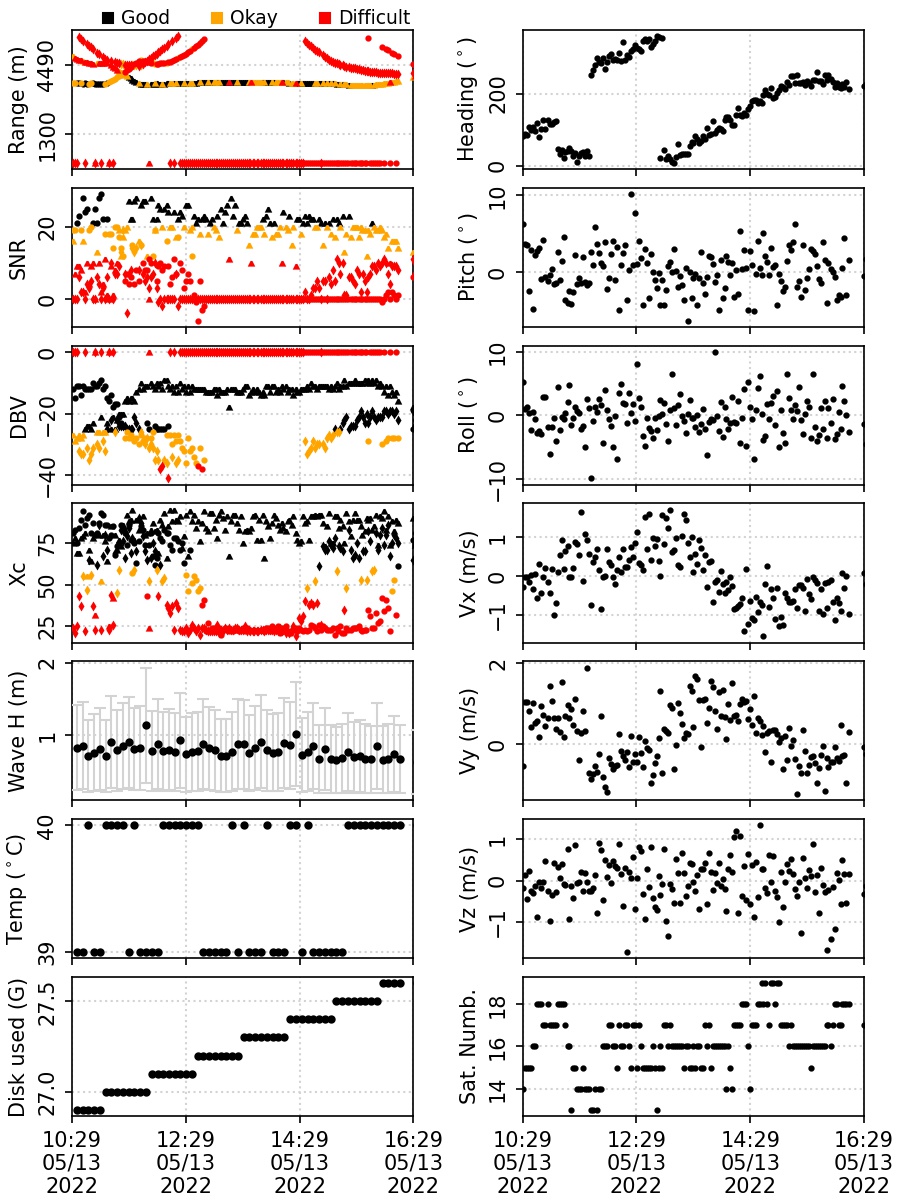 Good Okay Difficult
Range (m)
4490
1300
Heading (°)
200
0
SNR
20
0
Pitch (°)
10
0
DBV
0
−20
−40
Roll (°)
10
0
−10
Xc
75
50
25
Vx (m/s)
1
0
−1
Wave H (m)
2
1
Vy (m/s)
2
0
Temp (°C)
40
39
Vz (m/s)
1
0
−1
Disk used (G)
27.5
27.0
Sat. Numb.
18
16
14
10:29 12:29 14:29 16:29 10:29 12:29 14:29 16:29
05/13 05/13 05/13 05/13 05/13 05/13 05/13 05/13
2022 2022 2022 2022 2022 2022 2022 2022